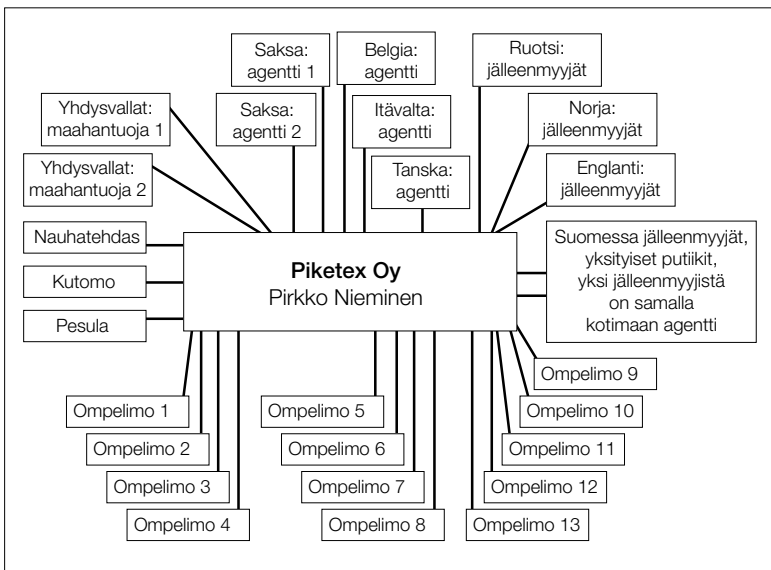 Saksa:
agentti 1
Belgia:
agentti
Ruotsi:
jälleenmyyjät
Yhdysvallat:
maahantuoja 1
Saksa:
agentti 2
Itävalta:
agentti
Norja:
jälleenmyyjät
Yhdysvallat:
maahantuoja 2
Tanska:
agentti
Englanti:
jälleenmyyjät
Nauhatehdas
Kutomo
Pesula
Piketex Oy
Pirkko Nieminen
Suomessa jälleenmyyjät,
yksityiset putiikit,
yksi jälleenmyyjistä
on samalla
kotimaan agentti
Ompelimo 1
Ompelimo 2
Ompelimo 3
Ompelimo 4
Ompelimo 5
Ompelimo 6
Ompelimo 7
Ompelimo 8
Ompelimo 9
Ompelimo 10
Ompelimo 11
Ompelimo 12
Ompelimo 13